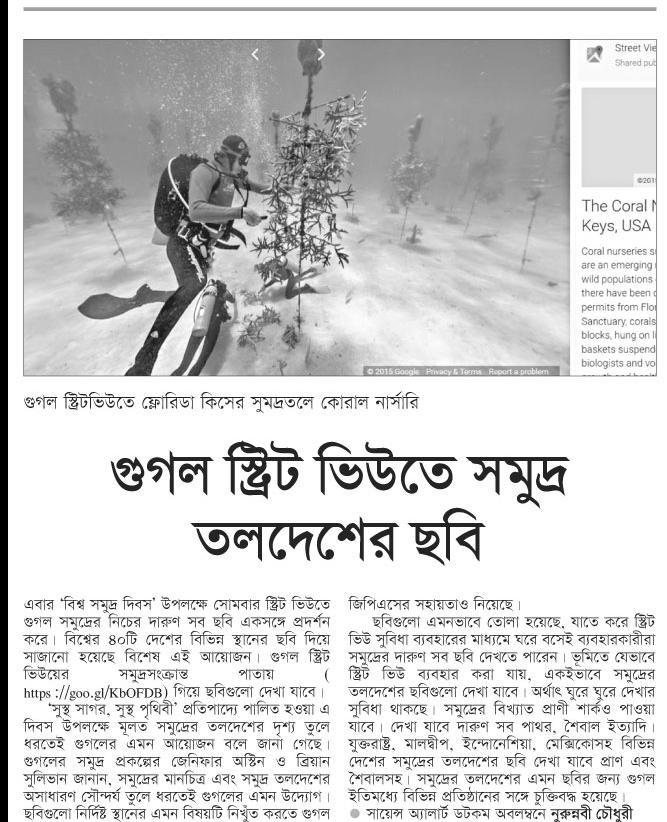 Street Vie
Shared pub
©201
The Coral N
Keys, USA
Coral nurseries su
are an emerging
wild populations
there have been
permits from Flor
Sanctuary, corals
blocks, hung on li
baskets suspend
biologists and vo
© 2015 Google Privacy & Terms Report a problem
গুগল স্ট্রিটভিউতে ফ্লোরিডা কিসের সুমদ্রতলে কোরাল নার্সারি
গুগল স্ট্রিট ভিউতে সমুদ্র
তলদেশের ছবি
এবার ‘বিশ্ব সমুদ্র দিবস’ উপলক্ষে সোমবার স্ট্রিট ভিউতে
গুগল সমুদ্রের নিচের দারুণ সব ছবি একসঙ্গে প্রদর্শন
করে। বিশ্বের ৪০টি দেশের বিভিন্ন স্থানের ছবি দিয়ে
সাজানো হয়েছে বিশেষ এই আয়োজন। গুগল স্ট্রিট
ভিউয়ের সমুদ্রসংক্রান্ত পাতায় (
https ://goo.gl/KbOFDB) গিয়ে ছবিগুলো দেখা যাবে।
‘সুস্থ সাগর, সুস্থ পৃথিবী’ প্রতিপাদ্যে পালিত হওয়া এ
দিবস উপলক্ষে মূলত সমুদ্রের তলদেশের দৃশ্য তুলে
ধরতেই গুগলের এমন আয়োজন বলে জানা গেছে।
গুগলের সমুদ্র প্রকল্পের জেনিফার অস্টিন ও ব্রিয়ান
সুলিভান জানান, সমুদ্রের মানচিত্র এবং সমুদ্র তলদেশের
অসাধারণ সৌন্দর্য তুলে ধরতেই গুগলের এমন উদ্যোগ।
ছবিগুলো নির্দিষ্ট স্থানের এমন বিষয়টি নিখুঁত করতে গুগল
জিপিএসের সহায়তাও নিয়েছে।
ছবিগুলো এমনভাবে তোলা হয়েছে, যাতে করে স্ট্রিট
ভিউ সুবিধা ব্যবহারের মাধ্যমে ঘরে বসেই ব্যবহারকারীরা
সমুদ্রের দারুণ সব ছবি দেখতে পারেন। ভূমিতে যেভাবে
স্ট্রিট ভিউ ব্যবহার করা যায়, একইভাবে সমুদ্রের
তলদেশের ছবিগুলো দেখা যাবে। অর্থাৎ ঘুরে ঘুরে দেখার
সুবিধা থাকছে। সমুদ্রের বিখ্যাত প্রাণী শার্কও পাওয়া
যাবে। দেখা যাবে দারুণ সব পাথর, শৈবাল ইত্যাদি।
যুক্তরাষ্ট্র, মালদ্বীপ, ইন্দোনেশিয়া, মেক্সিকোসহ বিভিন্ন
দেশের সমুদ্রের তলদেশের ছবি দেখা যাবে প্রাণ এবং
শৈবালসহ। সমুদ্রের তলদেশের এমন ছবির জন্য গুগল
ইতিমধ্যে বিভিন্ন প্রতিষ্ঠানের সঙ্গে চুক্তিবদ্ধ হয়েছে।
● সায়েন্স অ্যালার্ট ডটকম অবলম্বনে নুরুন্নবী চৌধুরী